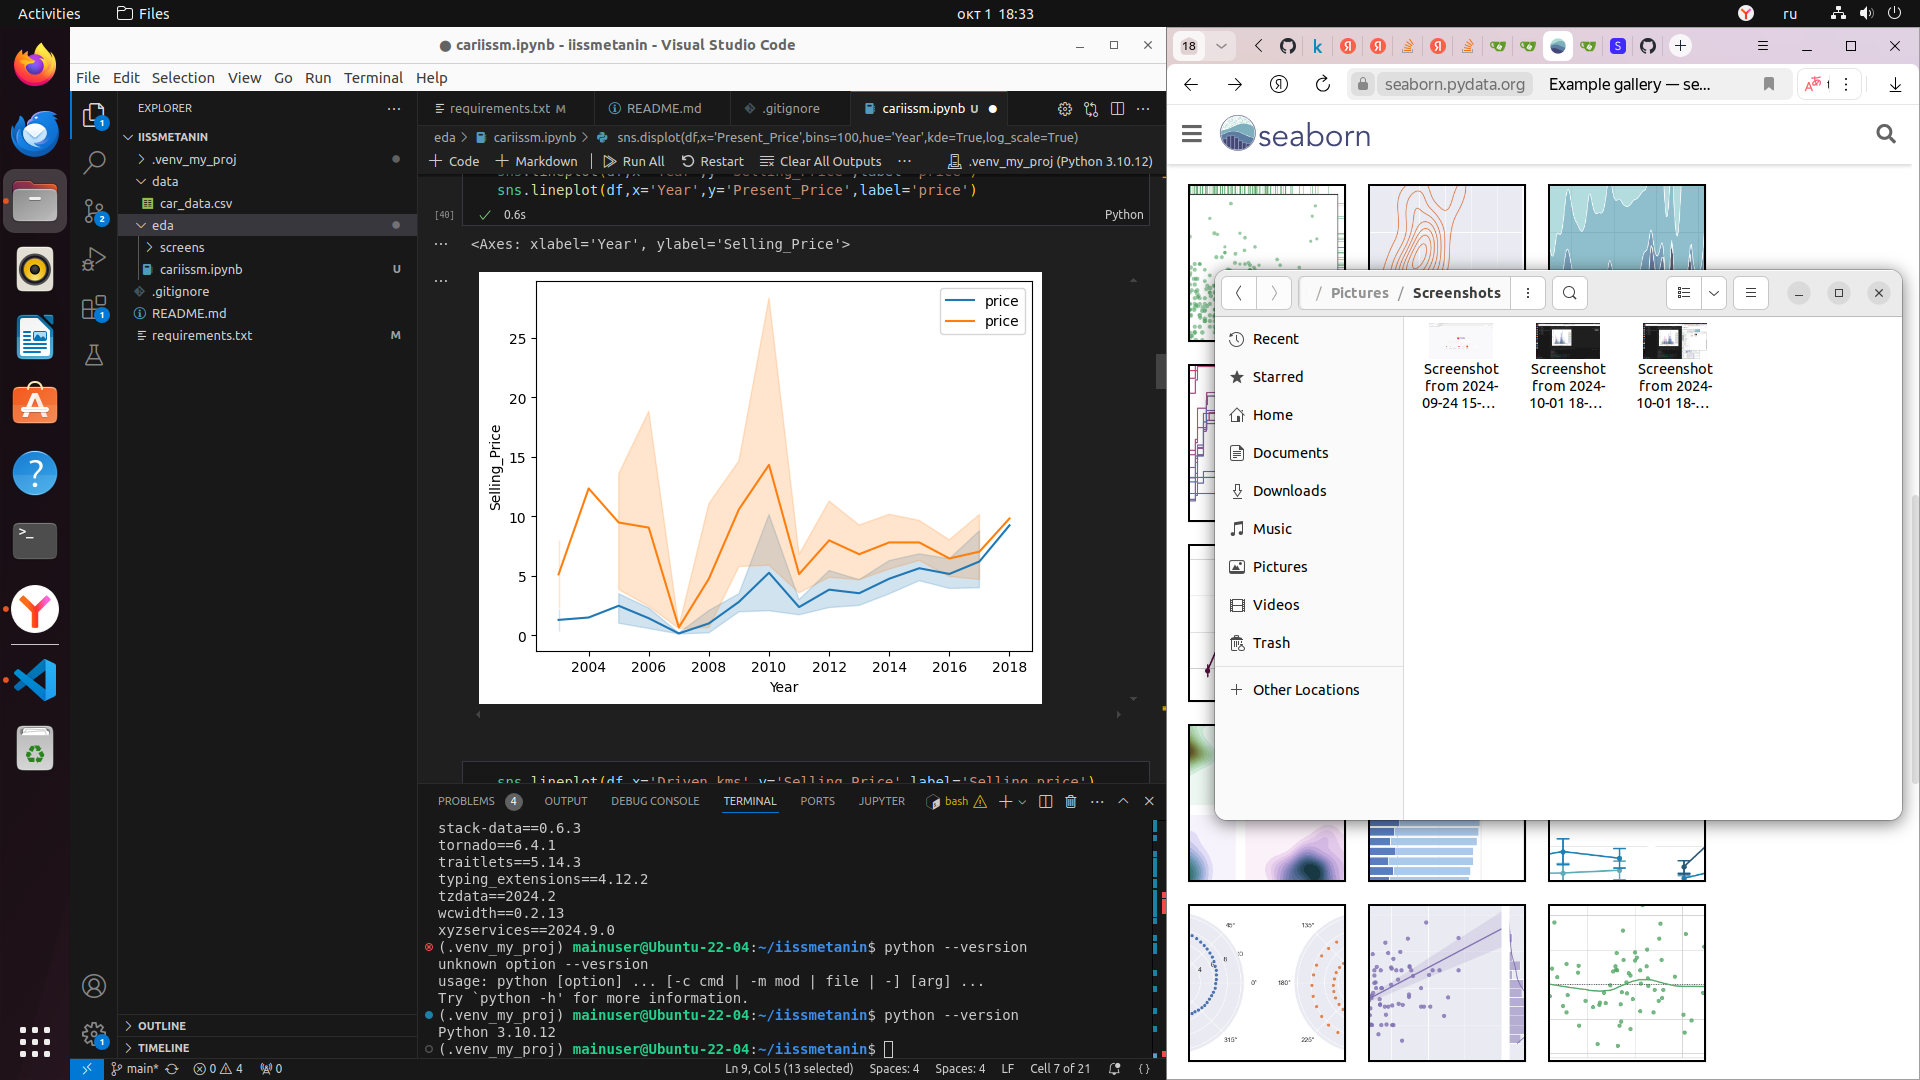 Activities
Files
окт 1 18:33
ru
cariissm.ipynb - iissmetanin - Visual Studio Code
File Edit Selection View Go Run Terminal Help
EXPLORER
IISSMETANIN
.venv_my_proj
data
car_data.csv
eda
screens
cariissm.ipynb U
.gitignore
README.md
requirements.txt M
OUTLINE
TIMELINE
requirements.txt M
README.md
.gitignore
cariissm.ipynb U
eda > cariissm.ipynb > sns.displot(df,x='Present_Price',bins=100,hue='Year',kde=True,log_scale=True)
+ Code + Markdown | Run All Restart Clear All Outputs ... .venv_my_proj (Python 3.10.12)
sns.lineplot(df,x='Year',y='Present_Price',label='price')
[40] 0.6s Python
<Axes: xlabel='Year', ylabel='Selling_Price'>
price
price
25
20
15
10
5
0
Selling_Price
2004 2006 2008 2010 2012 2014 2016 2018
Year
sns.lineplot(df,x='Driven_kms',y='Selling_Price',label='Selling_price')
PROBLEMS 4 OUTPUT DEBUG CONSOLE TERMINAL PORTS JUPYTER bash
stack-data==0.6.3
tornado==6.4.1
traitlets==5.14.3
typing_extensions==4.12.2
tzdata==2024.2
wcwidth==0.2.13
xyzservices==2024.9.0
(.venv_my_proj) mainuser@Ubuntu-22-04:~/iissmetanin$ python --vesrsion
unknown option --vesrsion
usage: python [option] ... [-c cmd | -m mod | file | -] [arg] ...
Try `python -h' for more information.
(.venv_my_proj) mainuser@Ubuntu-22-04:~/iissmetanin$ python --version
Python 3.10.12
(.venv_my_proj) mainuser@Ubuntu-22-04:~/iissmetanin$
main* 0 4 0 Ln 9, Col 5 (13 selected) Spaces: 4 Spaces: 4 LF Cell 7 of 21
18
seaborn.pydata.org Example gallery — se...
seaborn
/ Pictures / Screenshots
Recent
Starred
Home
Documents
Downloads
Music
Pictures
Videos
Trash
Other Locations
Screenshot from 2024-09-24 15-...
Screenshot from 2024-10-01 18-...
Screenshot from 2024-10-01 18-...
45° 135°
0° 180°
315° 225°